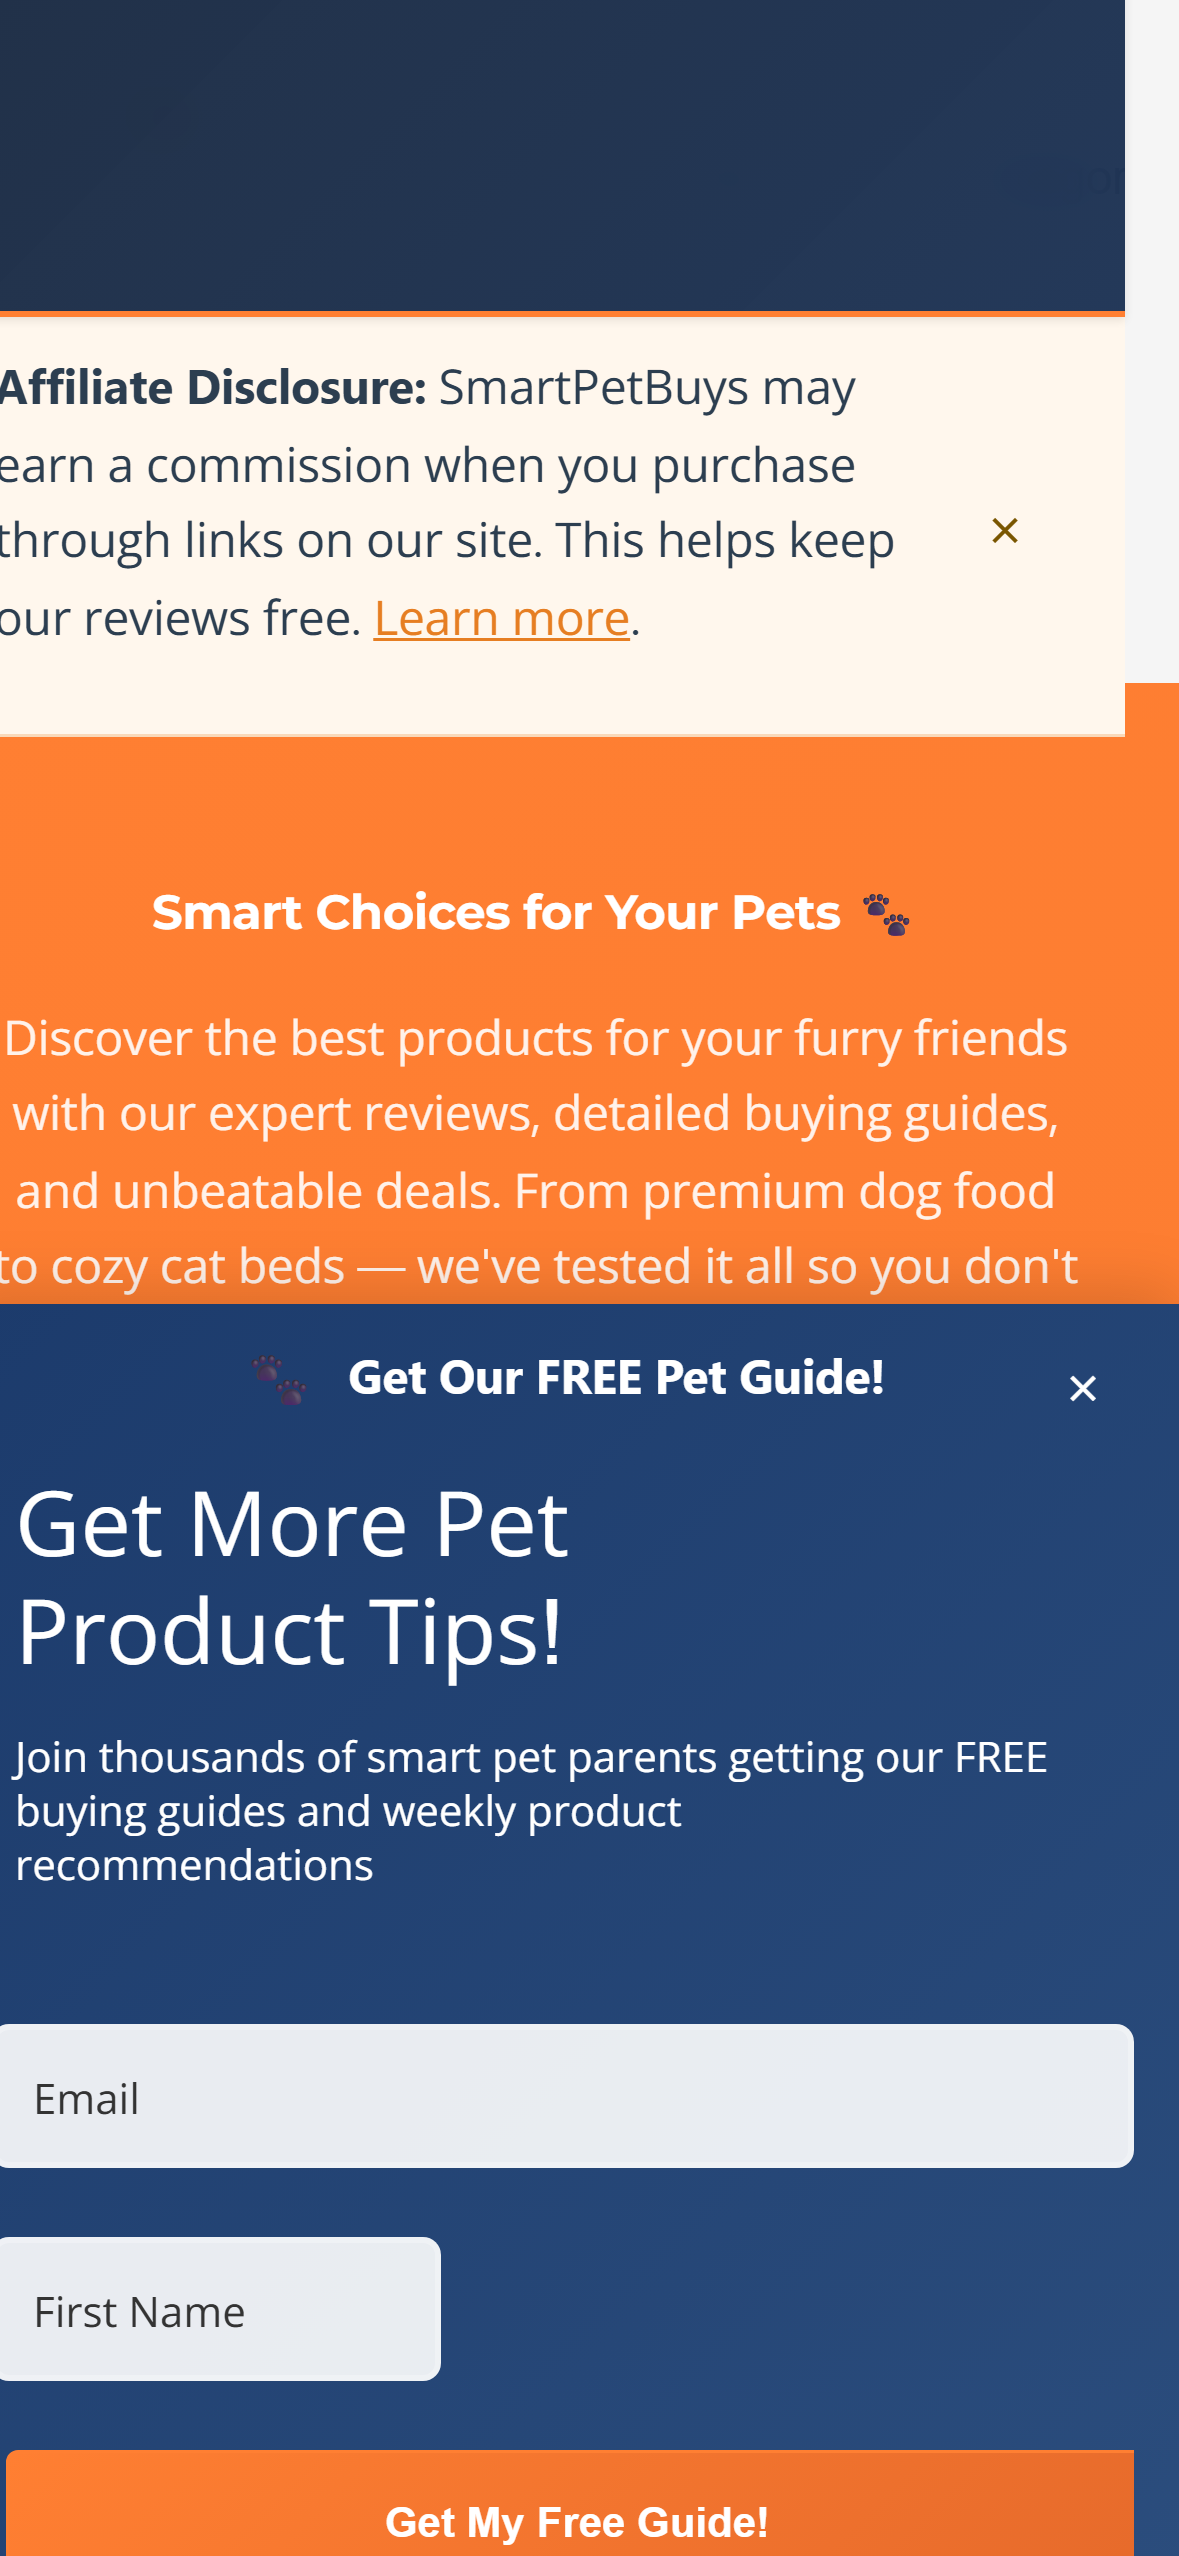 Affiliate Disclosure: SmartPetBuys may
earn a commission when you purchase
through links on our site. This helps keep
our reviews free. Learn more.
×
Smart Choices for Your Pets 🐾
Discover the best products for your furry friends
with our expert reviews, detailed buying guides,
and unbeatable deals. From premium dog food
to cozy cat beds — we've tested it all so you don't
🐾 Get Our FREE Pet Guide!
×
Get More Pet
Product Tips!
Join thousands of smart pet parents getting our FREE
buying guides and weekly product
recommendations
Email
First Name
Get My Free Guide!